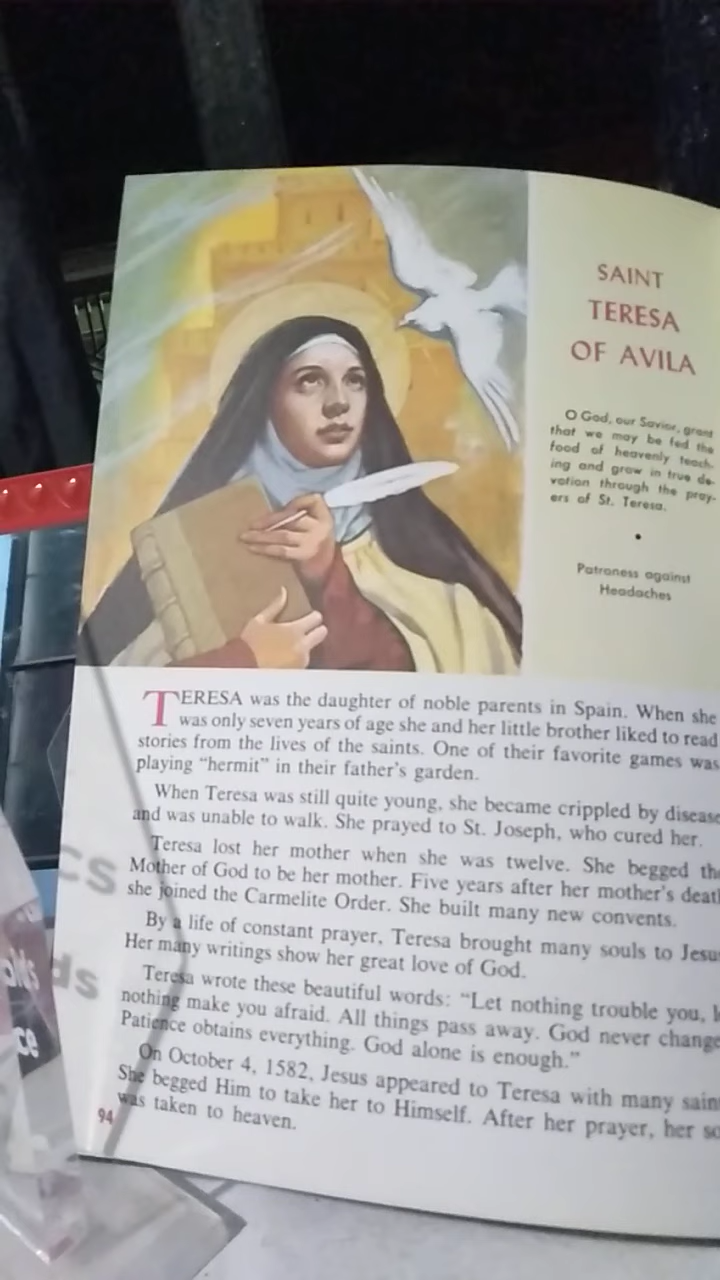 SAINT
TERESA
OF AVILA
O God, our Savior, grant
that we may be fed the
food of heavenly teach-
ing and grow in true de-
votion through the pray-
ers of St. Teresa.
•
Patroness against
Headaches
TERESA was the daughter of noble parents in Spain. When she
was only seven years of age she and her little brother liked to read
stories from the lives of the saints. One of their favorite games was
playing “hermit” in their father’s garden.
When Teresa was still quite young, she became crippled by disease
and was unable to walk. She prayed to St. Joseph, who cured her.
Teresa lost her mother when she was twelve. She begged the
Mother of God to be her mother. Five years after her mother’s death
she joined the Carmelite Order. She built many new convents.
By a life of constant prayer, Teresa brought many souls to Jesus
Her many writings show her great love of God.
Teresa wrote these beautiful words: “Let nothing trouble you,
nothing make you afraid. All things pass away. God never change
Patience obtains everything. God alone is enough.”
On October 4, 1582, Jesus appeared to Teresa with many sain
She begged Him to take her to Himself. After her prayer, her so
was taken to heaven.
94
cs
ds
ce